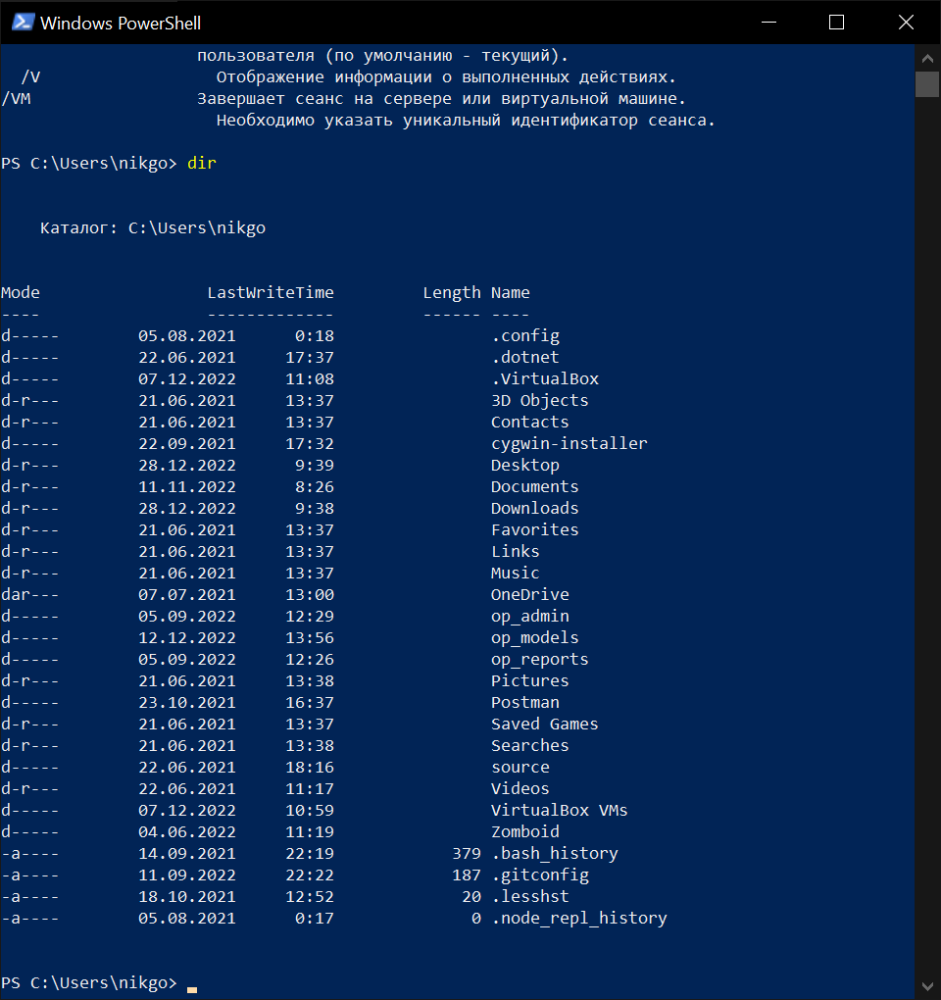 Windows PowerShell
                    пользователя (по умолчанию - текущий).
  /V                  Отображение информации о выполненных действиях.
/VM                 Завершает сеанс на сервере или виртуальной машине.
                      Необходимо указать уникальный идентификатор сеанса.
PS C:\Users\nikgo> dir
    Каталог: C:\Users\nikgo
Mode                 LastWriteTime         Length Name
----                 -------------         ------ ----
d-----        05.08.2021      0:18                .config
d-----        22.06.2021     17:37                .dotnet
d-----        07.12.2022     11:08                .VirtualBox
d-r---        21.06.2021     13:37                3D Objects
d-r---        21.06.2021     13:37                Contacts
d-----        22.09.2021     17:32                cygwin-installer
d-r---        28.12.2022      9:39                Desktop
d-r---        11.11.2022      8:26                Documents
d-r---        28.12.2022      9:38                Downloads
d-r---        21.06.2021     13:37                Favorites
d-r---        21.06.2021     13:37                Links
d-r---        21.06.2021     13:37                Music
dar---        07.07.2021     13:00                OneDrive
d-----        05.09.2022     12:29                op_admin
d-----        12.12.2022     13:56                op_models
d-----        05.09.2022     12:26                op_reports
d-r---        21.06.2021     13:38                Pictures
d-----        23.10.2021     16:37                Postman
d-r---        21.06.2021     13:37                Saved Games
d-r---        21.06.2021     13:38                Searches
d-----        22.06.2021     18:16                source
d-r---        22.06.2021     11:17                Videos
d-----        07.12.2022     10:59                VirtualBox VMs
d-----        04.06.2022     11:19                Zomboid
-a----        14.09.2021     22:19            379 .bash_history
-a----        11.09.2022     22:22            187 .gitconfig
-a----        18.10.2021     12:52             20 .lesshst
-a----        05.08.2021      0:17              0 .node_repl_history
PS C:\Users\nikgo>